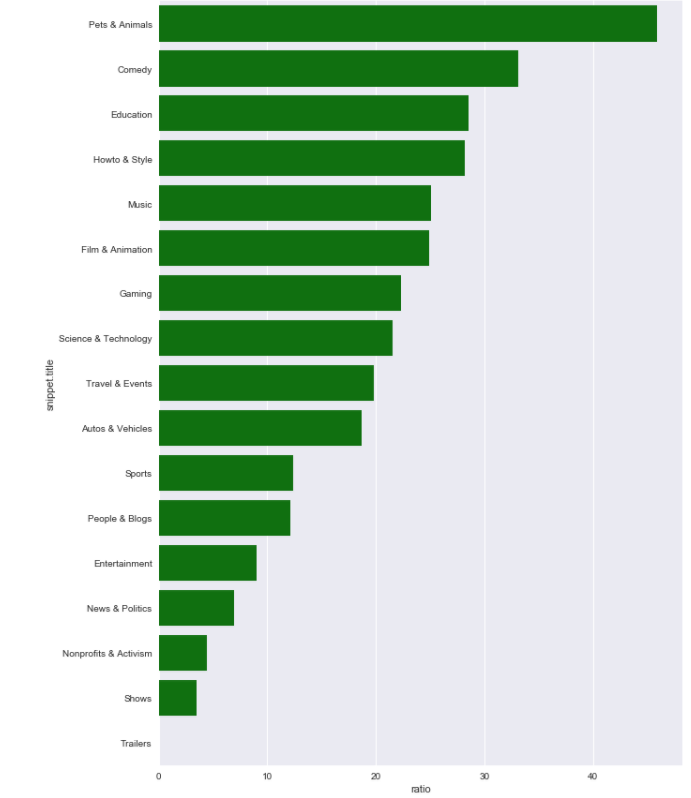 Pets & Animals
Comedy
Education
Howto & Style
Music
Film & Animation
Gaming
Science & Technology
snippet.title
Travel & Events
Autos & Vehicles
Sports
People & Blogs
Entertainment
News & Politics
Nonprofits & Activism
Shows
Trailers
0 10 20 30 40
ratio